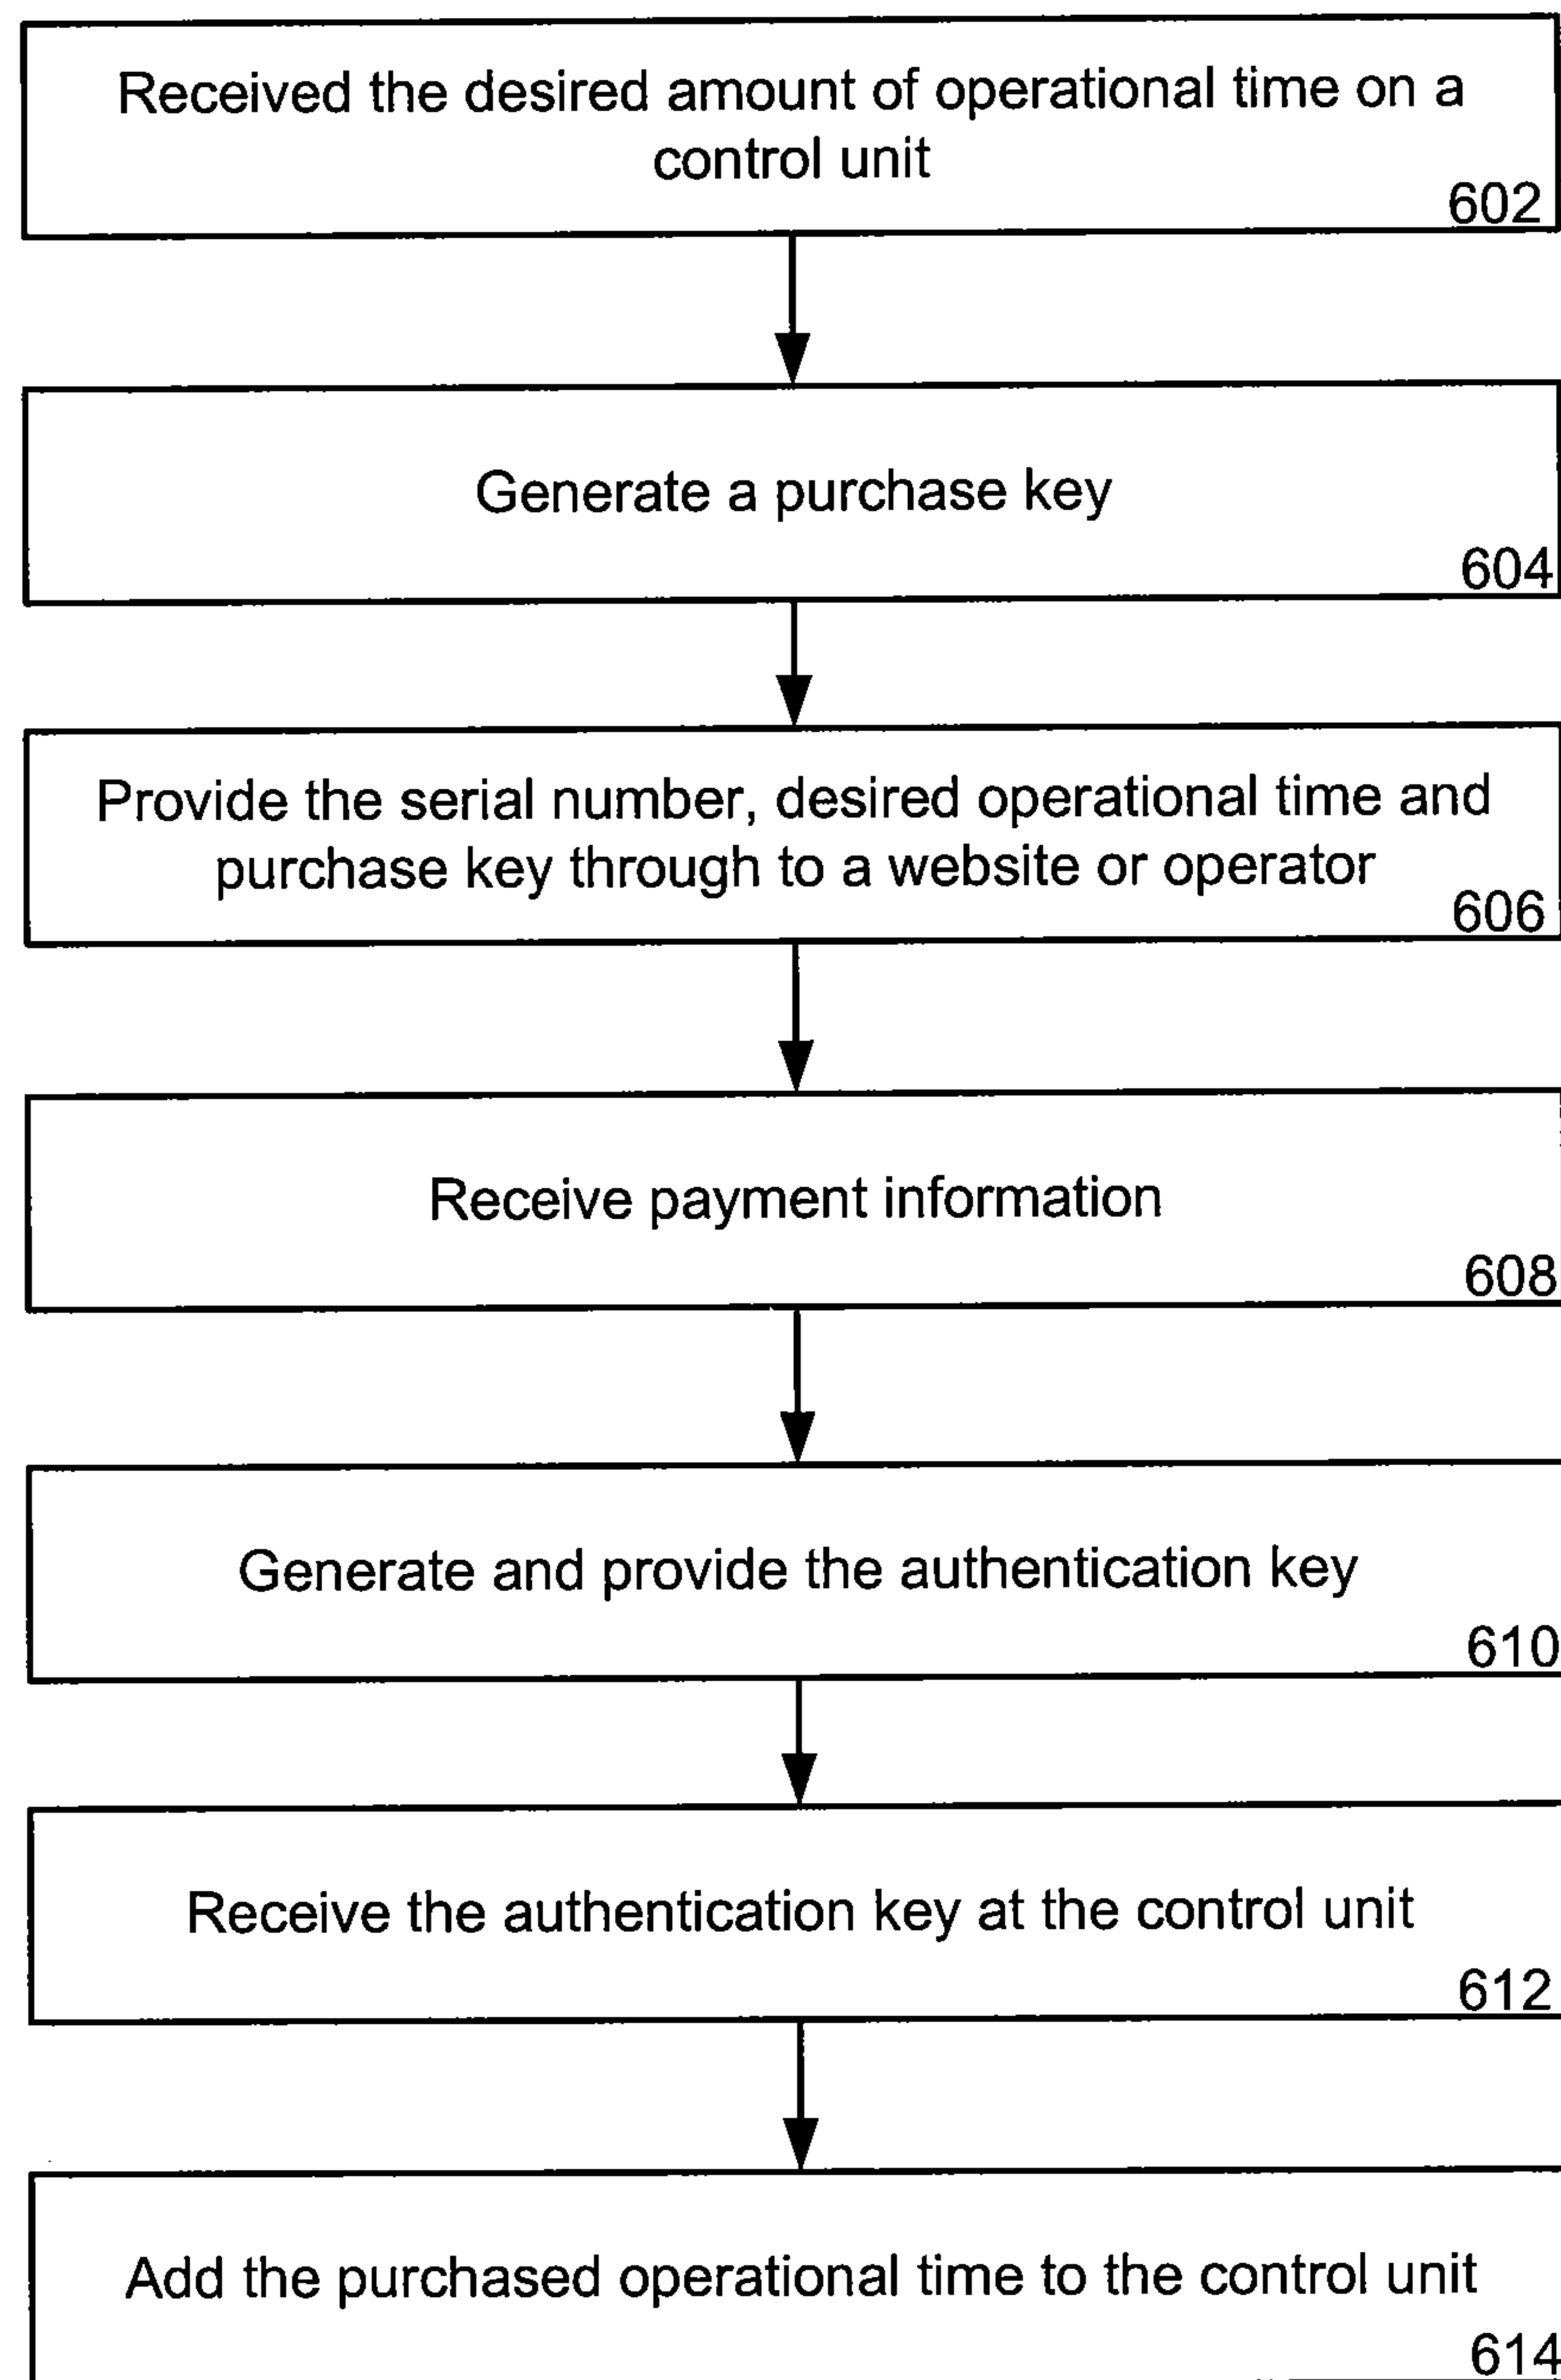 Received the desired amount of operational time on a
control unit
602
Generate a purchase key
604
Provide the serial number, desired operational time and
purchase key through to a website or operator
606
Receive payment information
608
Generate and provide the authentication key
610
Receive the authentication key at the control unit
612
Add the purchased operational time to the control unit
614